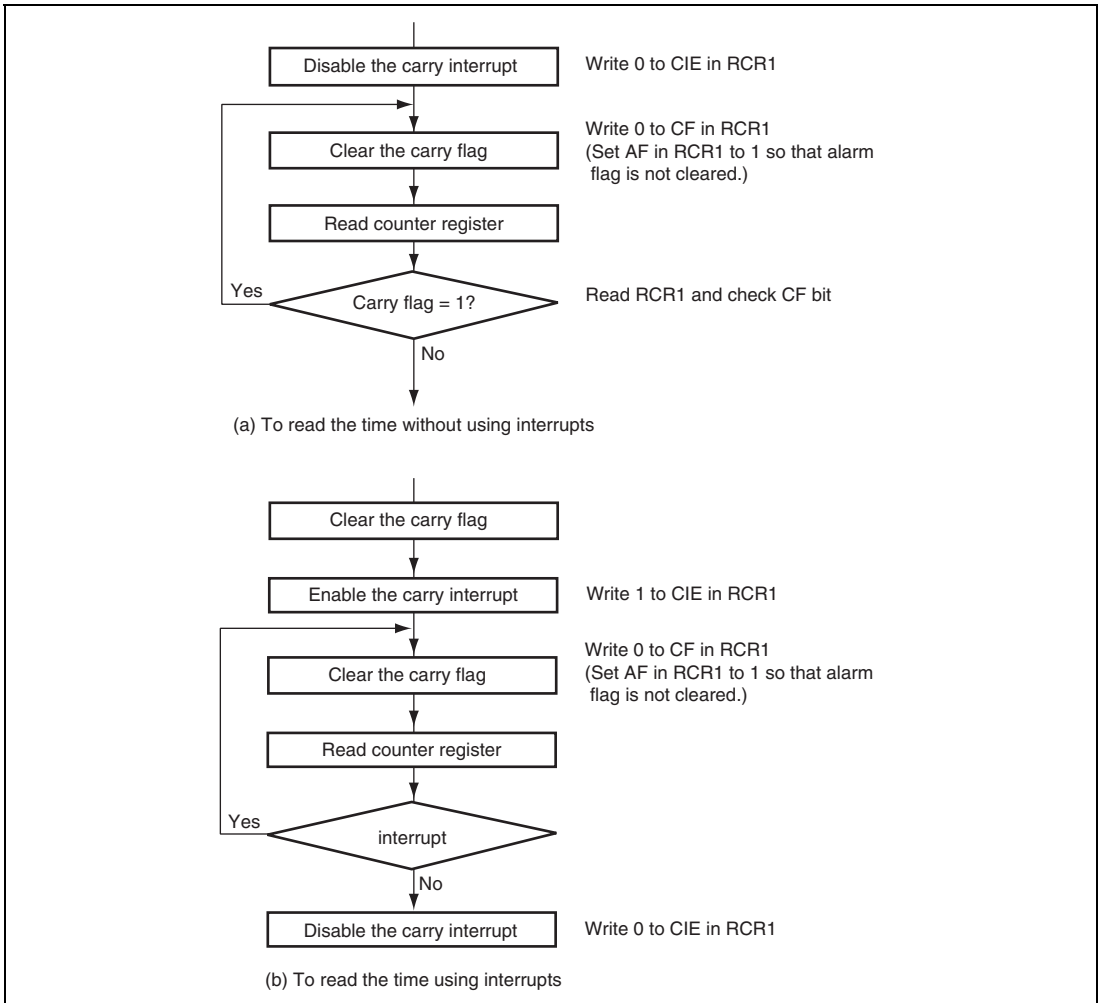 Disable the carry interrupt
Write 0 to CIE in RCR1
Clear the carry flag
Write 0 to CF in RCR1
(Set AF in RCR1 to 1 so that alarm
flag is not cleared.)
Read counter register
Yes
Carry flag = 1?
Read RCR1 and check CF bit
No
(a) To read the time without using interrupts
Clear the carry flag
Enable the carry interrupt
Write 1 to CIE in RCR1
Clear the carry flag
Write 0 to CF in RCR1
(Set AF in RCR1 to 1 so that alarm
flag is not cleared.)
Read counter register
Yes
interrupt
No
Disable the carry interrupt
Write 0 to CIE in RCR1
(b) To read the time using interrupts